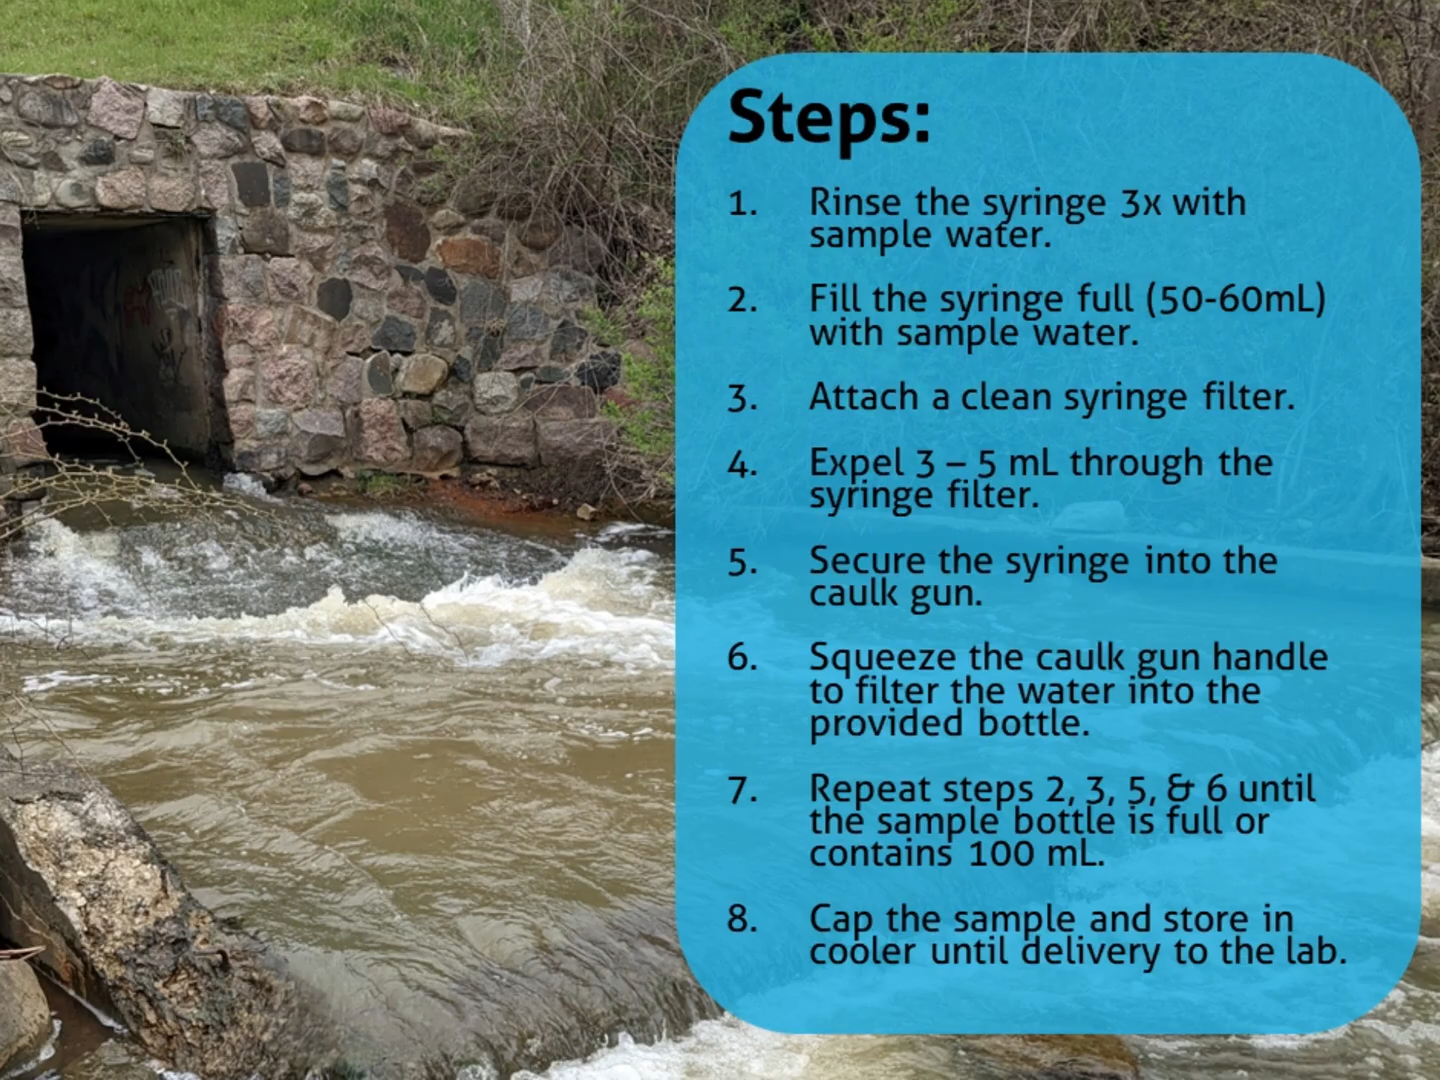 Steps:
1. Rinse the syringe 3x with
sample water.
2. Fill the syringe full (50-60mL)
with sample water.
3. Attach a clean syringe filter.
4. Expel 3 – 5 mL through the
syringe filter.
5. Secure the syringe into the
caulk gun.
6. Squeeze the caulk gun handle
to filter the water into the
provided bottle.
7. Repeat steps 2, 3, 5, & 6 until
the sample bottle is full or
contains 100 mL.
8. Cap the sample and store in
cooler until delivery to the lab.